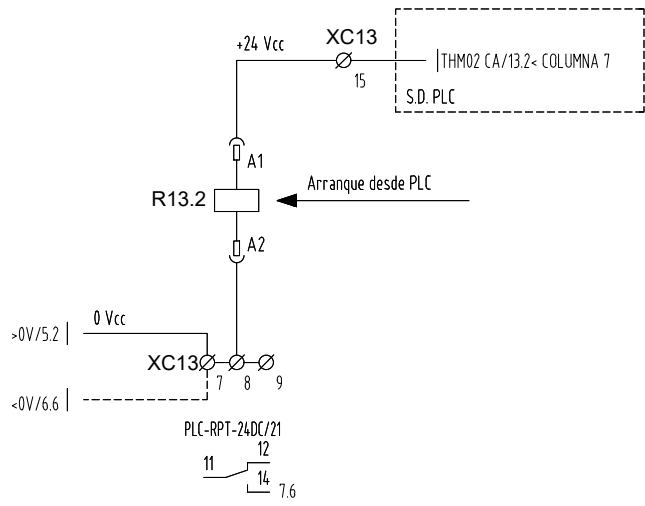 +24 Vcc
XC13
15
THM02 CA/13.2< COLUMNA 7
S.D. PLC
A1
R13.2
Arranque desde PLC
A2
0 Vcc
>0V/5.2
XC13
7
8
9
<0V/6.6
PLC-RPT-24DC/21
12
11
14
7.6